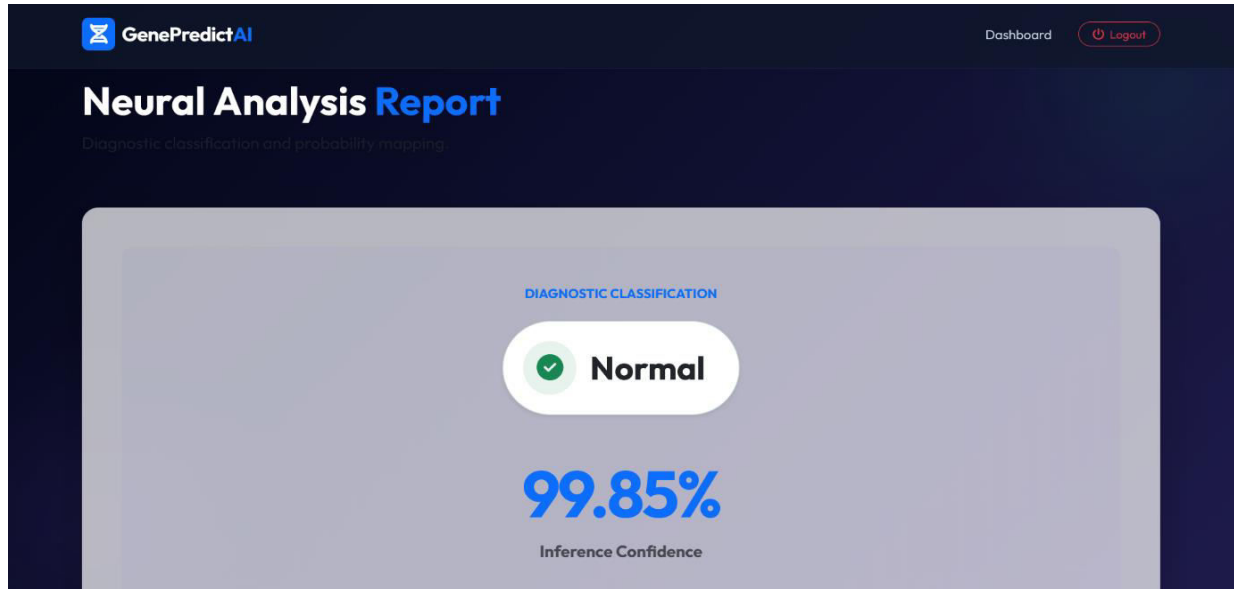 GenePredictAI
Dashboard
Logout
Neural Analysis Report
Diagnostic classification and probability mapping
DIAGNOSTIC CLASSIFICATION
Normal
99.85%
Inference Confidence